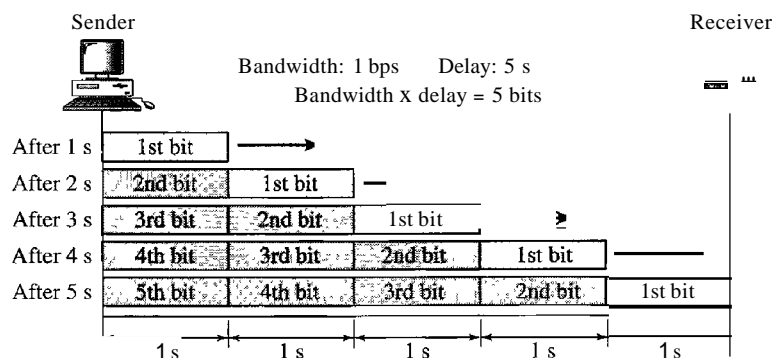 Sender Receiver
Bandwidth: 1 bps Delay: 5 s
Bandwidth x delay = 5 bits
After 1 s 1st bit
After 2 s 2nd bit 1st bit
After 3 s 3rd bit 2nd bit 1st bit
After 4 s 4th bit 3rd bit 2nd bit 1st bit
After 5 s 5th bit 4th bit 3rd bit 2nd bit 1st bit
1 s 1 s 1 s 1 s 1 s